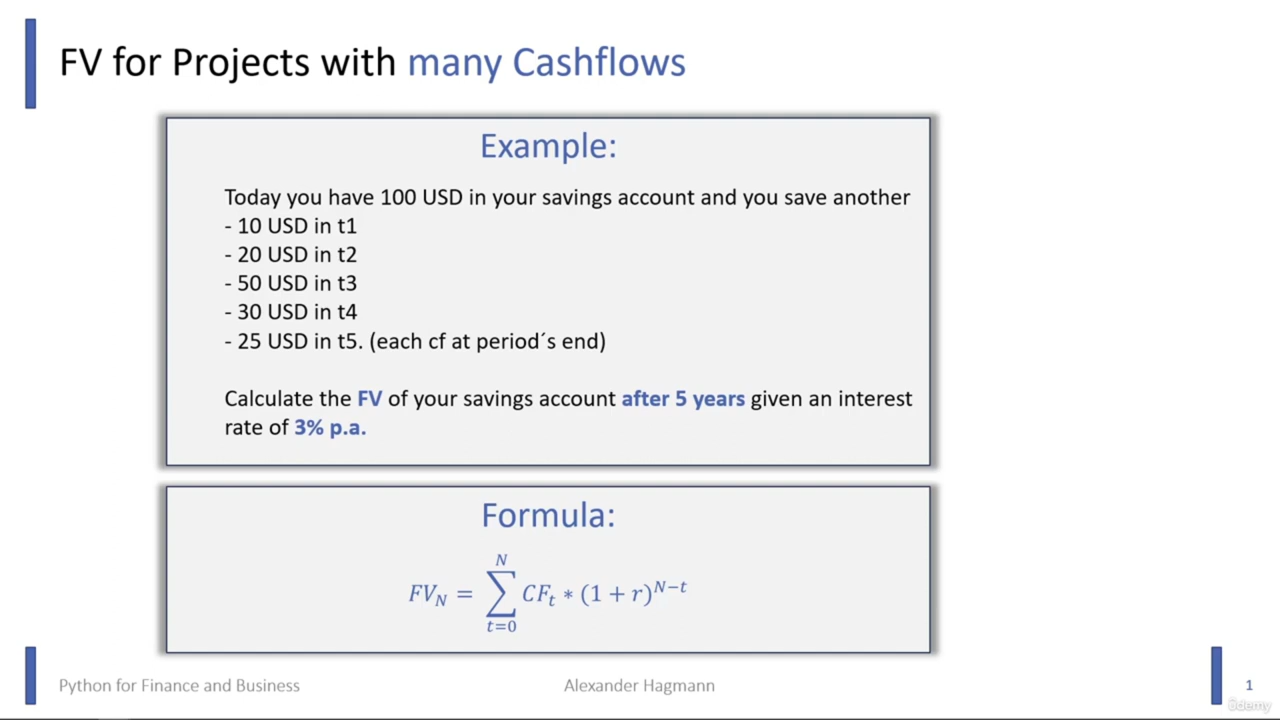 FV for Projects with many Cashflows
Example:
Today you have 100 USD in your savings account and you save another
- 10 USD in t1
- 20 USD in t2
- 50 USD in t3
- 30 USD in t4
- 25 USD in t5. (each cf at period´s end)
Calculate the FV of your savings account after 5 years given an interest
rate of 3% p.a.
Formula:
FV_N = ∑_{t=0}^{N} CF_t * (1 + r)^{N−t}
Python for Finance and Business
Alexander Hagmann
1
ûdemy